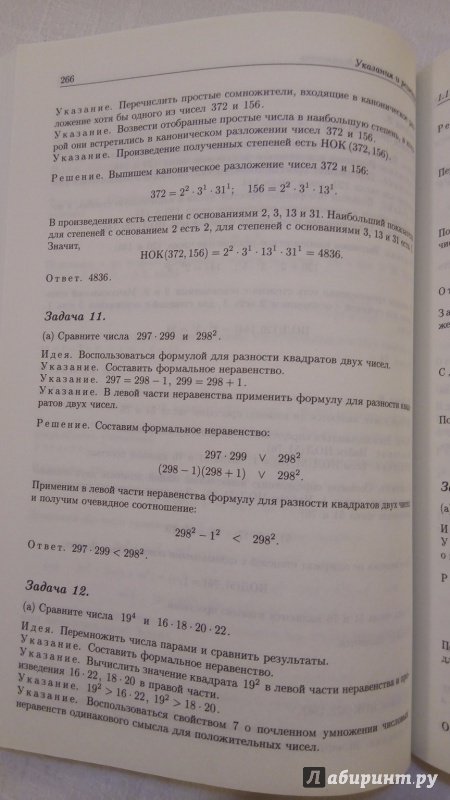 266
Указания и
Указание. Перечислить простые сомножители, входящие в каноническое
ложение хотя бы одного из чисел 372 и 156.
Указание. Возвести отобранные простые числа в наибольшую степень, в
рой они встретились в каноническом разложении чисел 372 и 156.
Указание. Произведение полученных степеней есть НОК (372, 156).
Решение. Выпишем каноническое разложение чисел 372 и 156:
372 = 2² · 3¹ · 31¹; 156 = 2² · 3¹ · 13¹.
В произведениях есть степени с основаниями 2, 3, 13 и 31. Наибольший
для степеней с основанием 2 есть 2, для степеней с основаниями 3, 13 и 31 есть
Значит,
НОК(372, 156) = 2² · 3¹ · 13¹ · 31¹ = 4836.
Ответ. 4836.
Задача 11.
(а) Сравните числа 297 · 299 и 298².
Идея. Воспользоваться формулой для разности квадратов двух чисел.
Указание. Составить формальное неравенство.
Указание. 297 = 298 − 1, 299 = 298 + 1.
Указание. В левой части неравенства применить формулу для разности квад
ратов двух чисел.
Решение. Составим формальное неравенство:
297 · 299 ∨ 298²
(298 − 1)(298 + 1) ∨ 298².
Применим в левой части неравенства формулу для разности квадратов двух
и получим очевидное соотношение:
298² − 1² < 298².
Ответ. 297 · 299 < 298².
Задача 12.
(а) Сравните числа 19⁴ и 16 · 18 · 20 · 22.
Идея. Перемножить числа парами и сравнить результаты.
Указание. Составить формальное неравенство.
Указание. Вычислить значение квадрата 19² в левой части неравенства и про
изведения 16 · 22, 18 · 20 в правой части.
Указание. 19² > 16 · 22, 19² > 18 · 20.
Указание. Воспользоваться свойством 7 о почленном умножении числовых
неравенств одинакового смысла для положительных чисел.
Лабиринт.ру